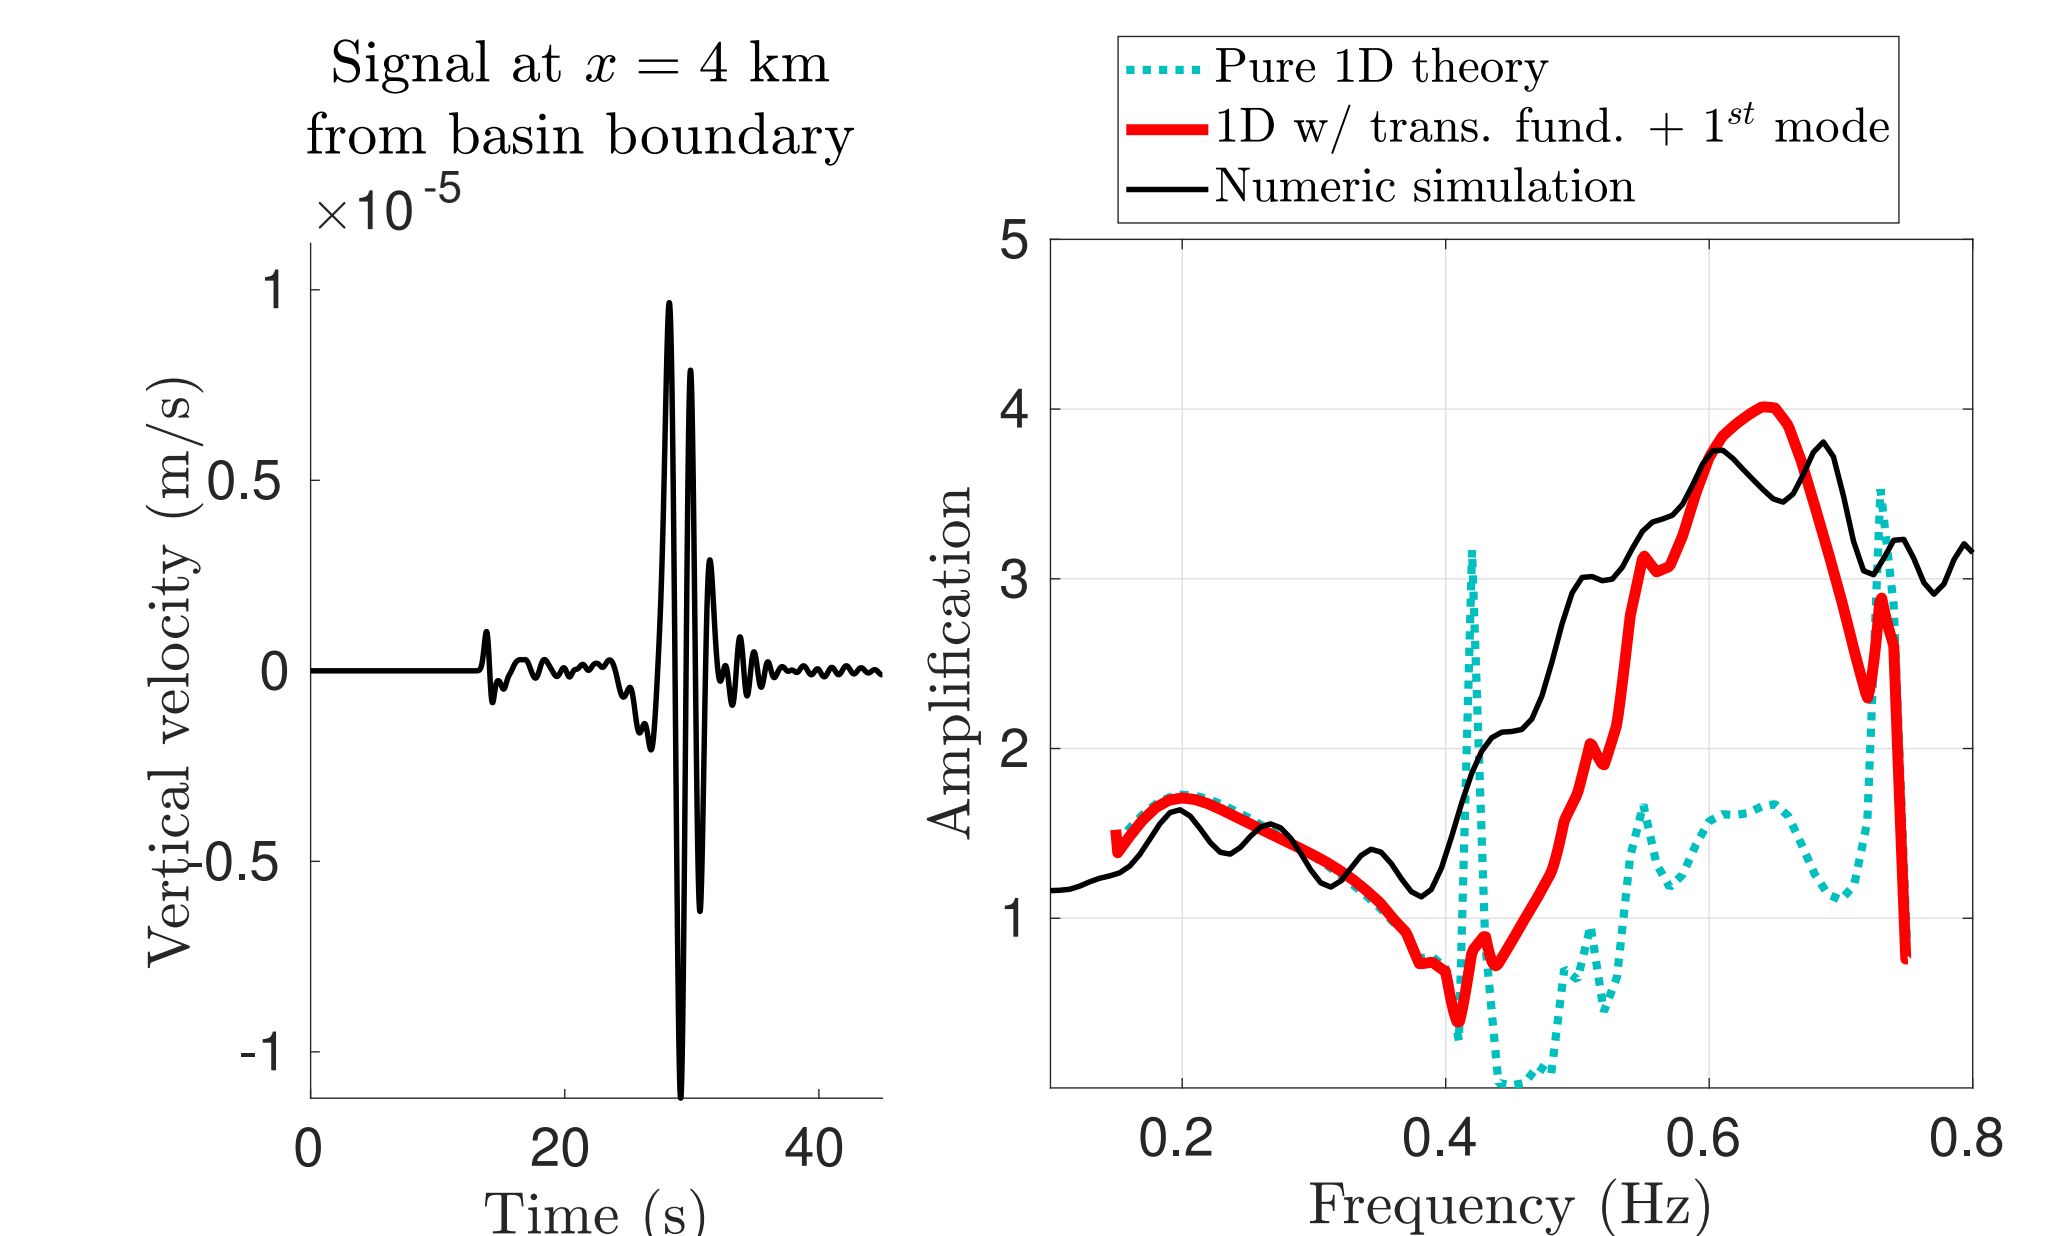 Signal at x = 4 km
from basin boundary
×10⁻⁵
Vertical velocity (m/s)
1
0.5
0
-0.5
-1
0 20 40
Time (s)
Pure 1D theory
1D w/ trans. fund. + 1ˢᵗ mode
Numeric simulation
Amplification
5
4
3
2
1
0.2 0.4 0.6 0.8
Frequency (Hz)